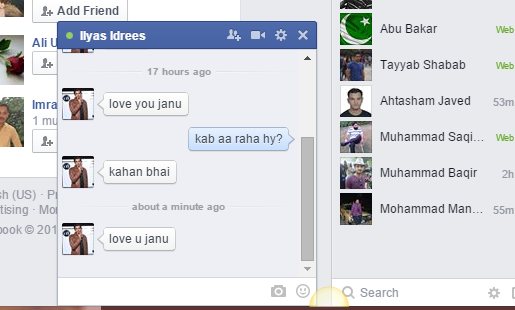 Add Friend
Ali U
Imra
1 mu
sh (US) · P
tising · Mo
book © 201
Ilyas Idrees
17 hours ago
love you janu
kab aa raha hy?
kahan bhai
about a minute ago
love u janu
Abu Bakar Web
Tayyab Shabab Web
Ahtasham Javed 53m
Muhammad Saqi... Web
Muhammad Baqir 2h
Mohammad Man... 55m
Search